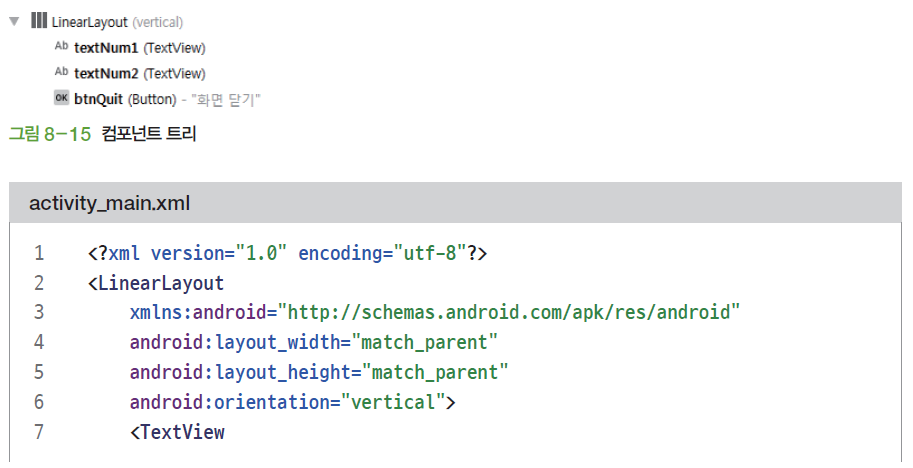 LinearLayout (vertical)
Ab textNum1 (TextView)
Ab textNum2 (TextView)
OK btnQuit (Button) - "화면 닫기"
그림 8-15 컴포넌트 트리
activity_main.xml
1 <?xml version="1.0" encoding="utf-8"?>
2 <LinearLayout
3 xmlns:android="http://schemas.android.com/apk/res/android"
4 android:layout_width="match_parent"
5 android:layout_height="match_parent"
6 android:orientation="vertical">
7 <TextView